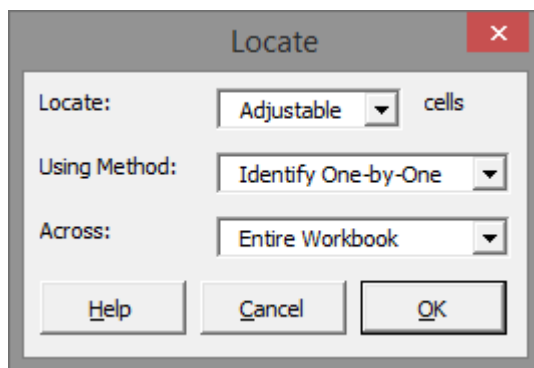 Locate
Locate: Adjustable cells
Using Method: Identify One-by-One
Across: Entire Workbook
Help Cancel OK